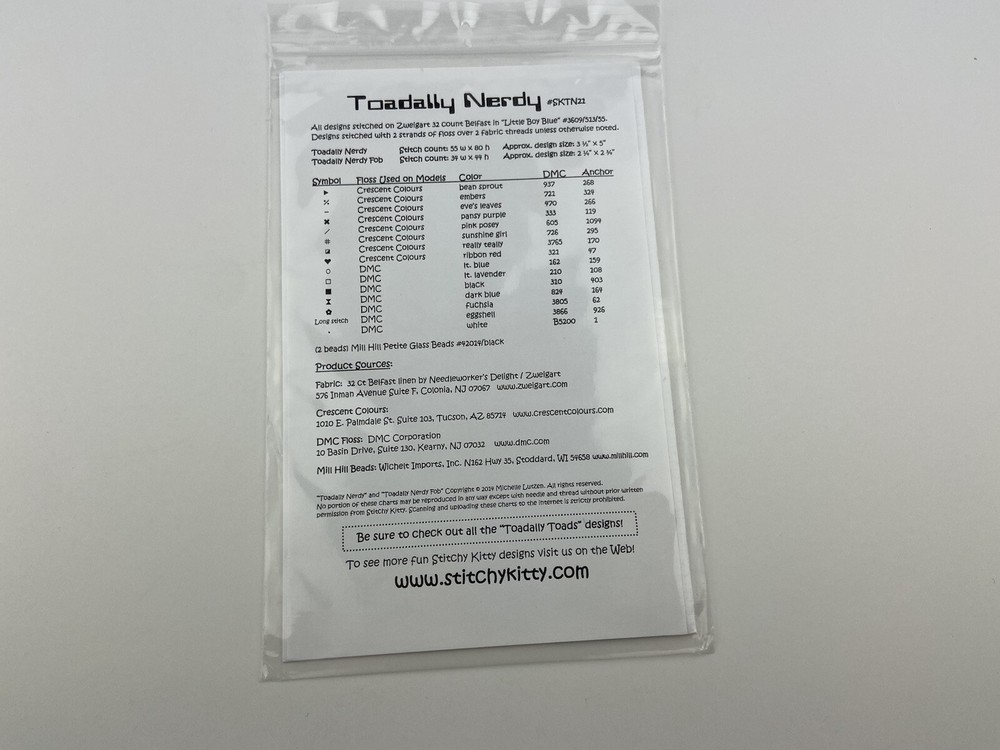 Toadally Nerdy #SKTN22
All designs stitched on Zweigart 32 count Belfast in "Little Boy Blue" #3609/513/55.
Designs stitched with 2 strands of floss over 2 fabric threads unless otherwise noted.
Toadally Nerdy Stitch count: 55 w x 80 h Approx. design size: 3 ½" x 5"
Toadally Nerdy Fob Stitch count: 34 w x 44 h Approx. design size: 2 ¼" x 2 ¾"
Symbol Floss Used on Models Color DMC Anchor
Crescent Colours bean sprout 937 268
Crescent Colours embers 721 324
Crescent Colours eve's leaves 470 266
Crescent Colours pansy purple 333 119
Crescent Colours pink posey 605 1094
Crescent Colours sunshine girl 726 295
Crescent Colours really teally 3765 170
Crescent Colours ribbon red 321 47
DMC lt. blue 162 159
DMC lt. lavender 210 108
DMC black 310 403
DMC dark blue 824 164
DMC fuchsia 3805 62
Long stitch DMC eggshell 3866 926
DMC white B5200 1
(2 beads) Mill Hill Petite Glass Beads #42014/black
Product Sources:
Fabric: 32 ct Belfast linen by Needleworker's Delight / Zweigart
576 Inman Avenue Suite F, Colonia, NJ 07067 www.zweigart.com
Crescent Colours:
1010 E. Palmdale St. Suite 103, Tucson, AZ 85714 www.crescentcolours.com
DMC Floss: DMC Corporation
10 Basin Drive, Suite 130, Kearny, NJ 07032 www.dmc.com
Mill Hill Beads: Wichelt Imports, Inc. N162 Hwy 35, Stoddard, WI 54658 www.millhill.com
"Toadally Nerdy" and "Toadally Nerdy Fob" Copyright © 2014 Michelle Lutzen. All rights reserved.
No portion of these charts may be reproduced in any way except with needle and thread without prior written
permission from Stitchy Kitty. Scanning and uploading these charts to the internet is strictly prohibited.
Be sure to check out all the "Toadally Toads" designs!
To see more fun Stitchy Kitty designs visit us on the Web!
www.stitchykitty.com